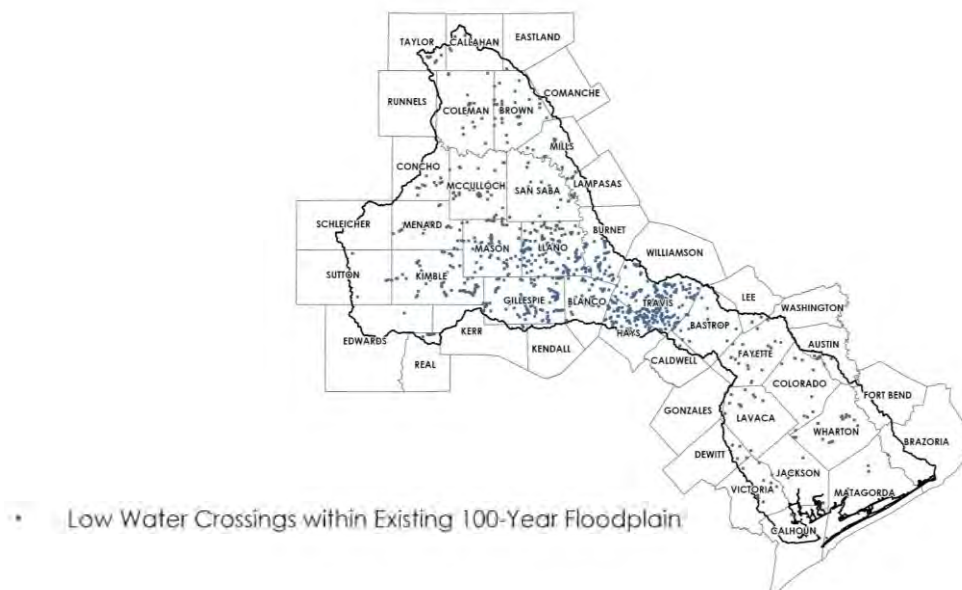 EASTLAND
TAYLOR
CALLAHAN
COMANCHE
RUNNELS
COLEMAN
BROWN
MILLS
CONCHO
MCCULLOCH
SAN SABA
LAMPASAS
SCHLEICHER
MENARD
BURNET
MASON
LLANO
WILLIAMSON
SUTTON
KIMBLE
GILLESPIE
BLANCO
TRAVIS
LEE
WASHINGTON
BASTROP
HAYS
KERR
EDWARDS
KENDALL
AUSTIN
REAL
CALDWELL
FAYETTE
COLORADO
FORT BEND
GONZALES
LAVACA
WHARTON
BRAZORIA
DEWITT
JACKSON
VICTORIA
MATAGORDA
CALHOUN
Low Water Crossings within Existing 100-Year Floodplain